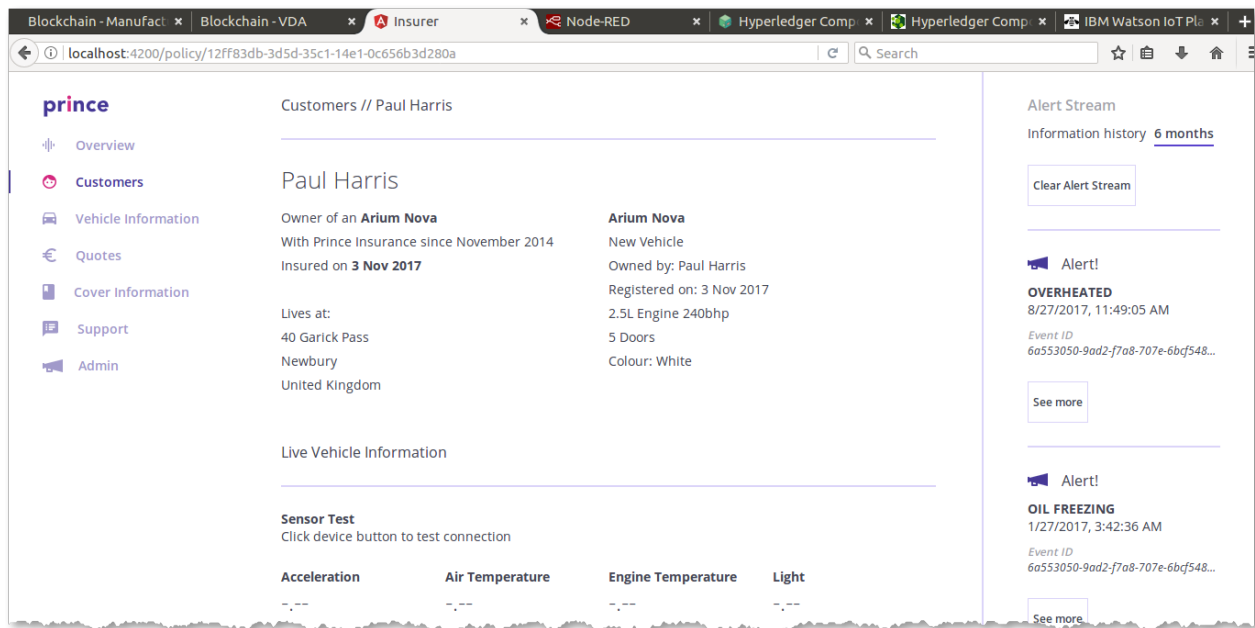 Blockchain - Manufact
Blockchain - VDA
Insurer
Node-RED
Hyperledger Comp
Hyperledger Comp
IBM Watson IoT Pla
localhost:4200/policy/12ff83db-3d5d-35c1-14e1-0c656b3d280a
Search
prince
Overview
Customers
Vehicle Information
Quotes
Cover Information
Support
Admin
Customers // Paul Harris
Paul Harris
Owner of an Arium Nova
With Prince Insurance since November 2014
Insured on 3 Nov 2017
Lives at:
40 Garick Pass
Newbury
United Kingdom
Arium Nova
New Vehicle
Owned by: Paul Harris
Registered on: 3 Nov 2017
2.5L Engine 240bhp
5 Doors
Colour: White
Live Vehicle Information
Sensor Test
Click device button to test connection
Acceleration Air Temperature Engine Temperature Light
-.-- -.-- -.-- -.--
Alert Stream
Information history 6 months
Clear Alert Stream
Alert!
OVERHEATED
8/27/2017, 11:49:05 AM
Event ID
6a553050-9ad2-f7a8-707e-6bcf548...
See more
Alert!
OIL FREEZING
1/27/2017, 3:42:36 AM
Event ID
6a553050-9ad2-f7a8-707e-6bcf548...
See more